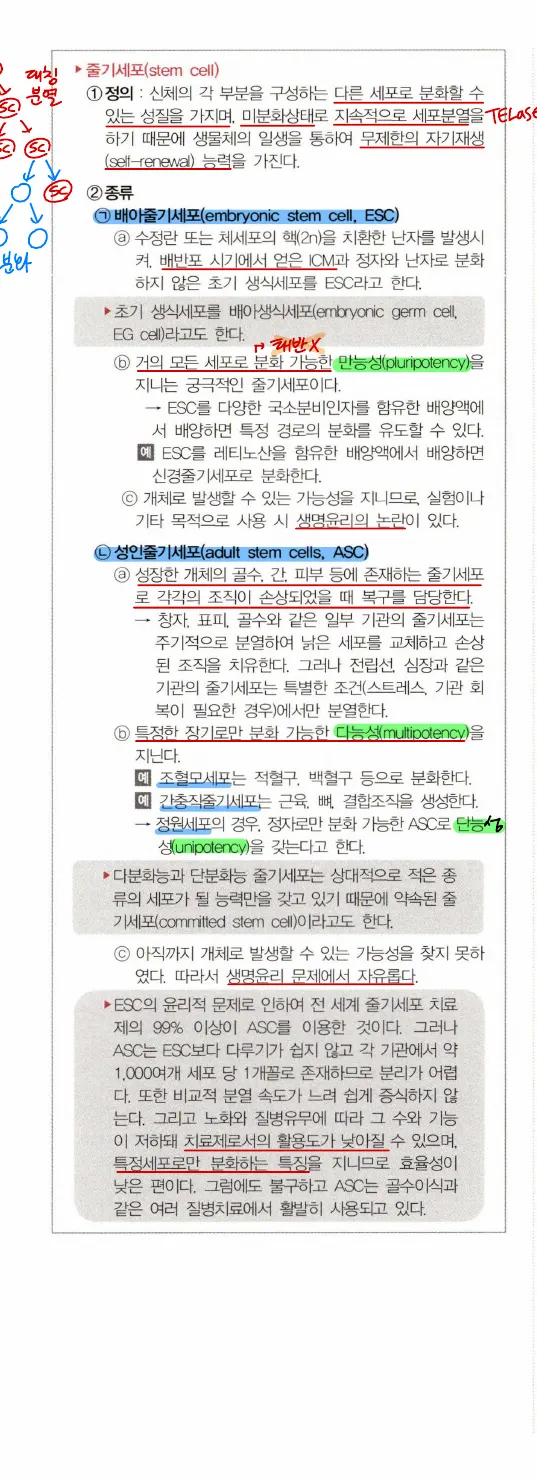 ▶줄기세포(stem cell)
대칭
분열
SC
SC
SC
SC
분화
①정의 : 신체의 각 부분을 구성하는 다른 세포로 분화할 수
있는 성질을 가지며, 미분화상태로 지속적으로 세포분열을
하기 때문에 생물체의 일생을 통하여 무제한의 자기재생
(self-renewal) 능력을 가진다.
②종류
㉠배아줄기세포(embryonic stem cell, ESC)
ⓐ 수정란 또는 체세포의 핵(2n)을 치환한 난자를 발생시
켜, 배반포 시기에서 얻은 ICM과 정자와 난자로 분화
하지 않은 초기 생식세포를 ESC라고 한다.
▶초기 생식세포를 배아생식세포(embryonic germ cell,
EG cell)라고도 한다.
태반X
ⓑ 거의 모든 세포로 분화 가능한 만능성(pluripotency)을
지니는 궁극적인 줄기세포이다.
→ ESC를 다양한 국소분비인자를 함유한 배양액에
서 배양하면 특정 경로의 분화를 유도할 수 있다.
예 ESC를 레티노산을 함유한 배양액에서 배양하면
신경줄기세포로 분화한다.
ⓒ 개체로 발생할 수 있는 가능성을 지니므로, 실험이나
기타 목적으로 사용 시 생명윤리의 논란이 있다.
㉡성인줄기세포(adult stem cells, ASC)
ⓐ 성장한 개체의 골수, 간, 피부 등에 존재하는 줄기세포
로 각각의 조직이 손상되었을 때 복구를 담당한다.
→ 창자, 표피, 골수와 같은 일부 기관의 줄기세포는
주기적으로 분열하여 낡은 세포를 교체하고 손상
된 조직을 치유한다. 그러나 전립선, 심장과 같은
기관의 줄기세포는 특별한 조건(스트레스, 기관 회
복이 필요한 경우)에서만 분열한다.
ⓑ 특정한 장기로만 분화 가능한 다능성(multipotency)을
지닌다.
예 조혈모세포는 적혈구, 백혈구 등으로 분화한다.
예 간충직줄기세포는 근육, 뼈, 결합조직을 생성한다.
→ 정원세포의 경우, 정자로만 분화 가능한 ASC로 단능성
성(unipotency)을 갖는다고 한다.
▶다분화능과 단분화능 줄기세포는 상대적으로 적은 종
류의 세포가 될 능력만을 갖고 있기 때문에 약속된 줄
기세포(committed stem cell)이라고도 한다.
ⓒ 아직까지 개체로 발생할 수 있는 가능성을 찾지 못하
였다. 따라서 생명윤리 문제에서 자유롭다.
▶ESC의 윤리적 문제로 인하여 전 세계 줄기세포 치료
제의 99% 이상이 ASC를 이용한 것이다. 그러나
ASC는 ESC보다 다루기가 쉽지 않고 각 기관에서 약
1,000여개 세포 당 1개꼴로 존재하므로 분리가 어렵
다. 또한 비교적 분열 속도가 느려 쉽게 증식하지 않
는다. 그리고 노화와 질병유무에 따라 그 수와 기능
이 저하돼 치료제로서의 활용도가 낮아질 수 있으며,
특정세포로만 분화하는 특징을 지니므로 효율성이
낮은 편이다. 그럼에도 불구하고 ASC는 골수이식과
같은 여러 질병치료에서 활발히 사용되고 있다.